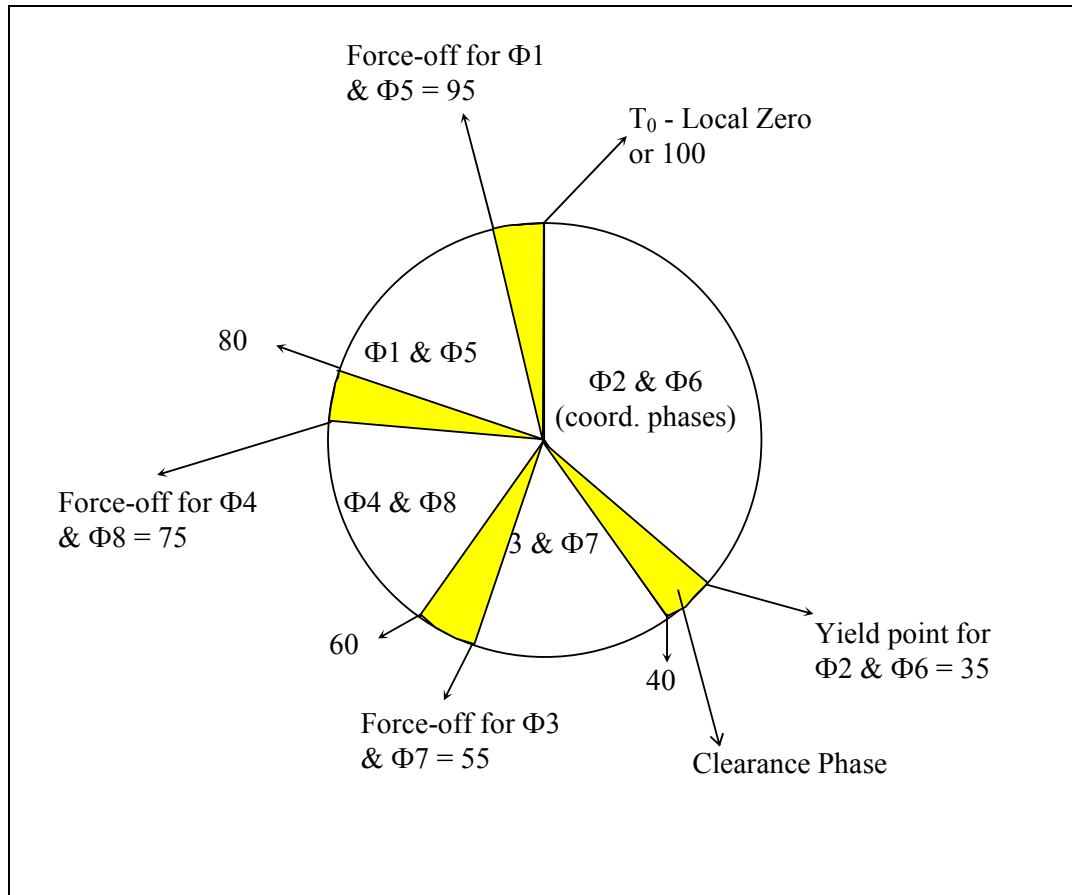 Force-off for Φ1
& Φ5 = 95
T₀ - Local Zero
or 100
80
Φ1 & Φ5
Φ2 & Φ6
(coord. phases)
Force-off for Φ4
& Φ8 = 75
Φ4 & Φ8
3 & Φ7
60
40
Yield point for
Φ2 & Φ6 = 35
Force-off for Φ3
& Φ7 = 55
Clearance Phase